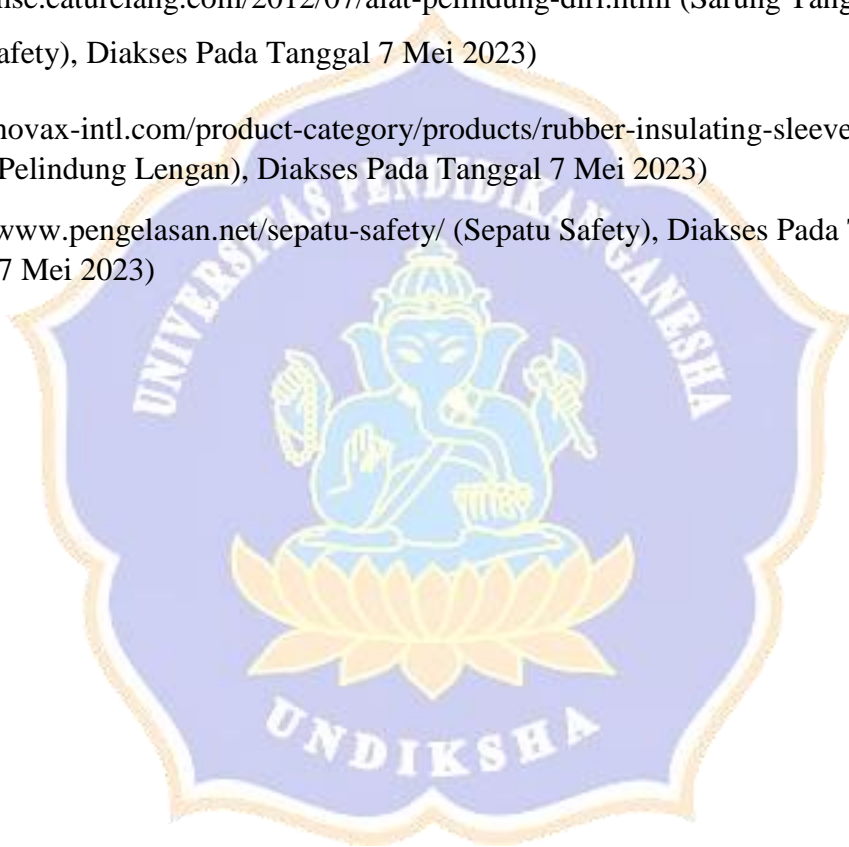 (Sarung
afety), Diakses Pada Tanggal 7 Mei 2023)
novax-intl.com/product-category/products/rubber-insulating-sleeve
Pelindung Lengan), Diakses Pada Tanggal 7 Mei 2023)
www.pengelasan.net/sepatu-safety/ (Sepatu Safety), Diakses Pada
7 Mei 2023)
UNIVERSITAS PENDIDIKAN GANESHA
UNDIKSHA